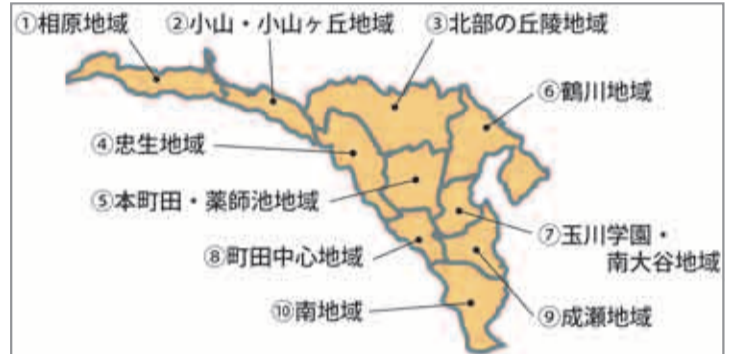 ①相原地域
②小山・小山ヶ丘地域
③北部の丘陵地域
⑥鶴川地域
④忠生地域
⑤本町田・薬師池地域
⑦玉川学園・
南大谷地域
⑧町田中心地域
⑩南地域
⑨成瀬地域